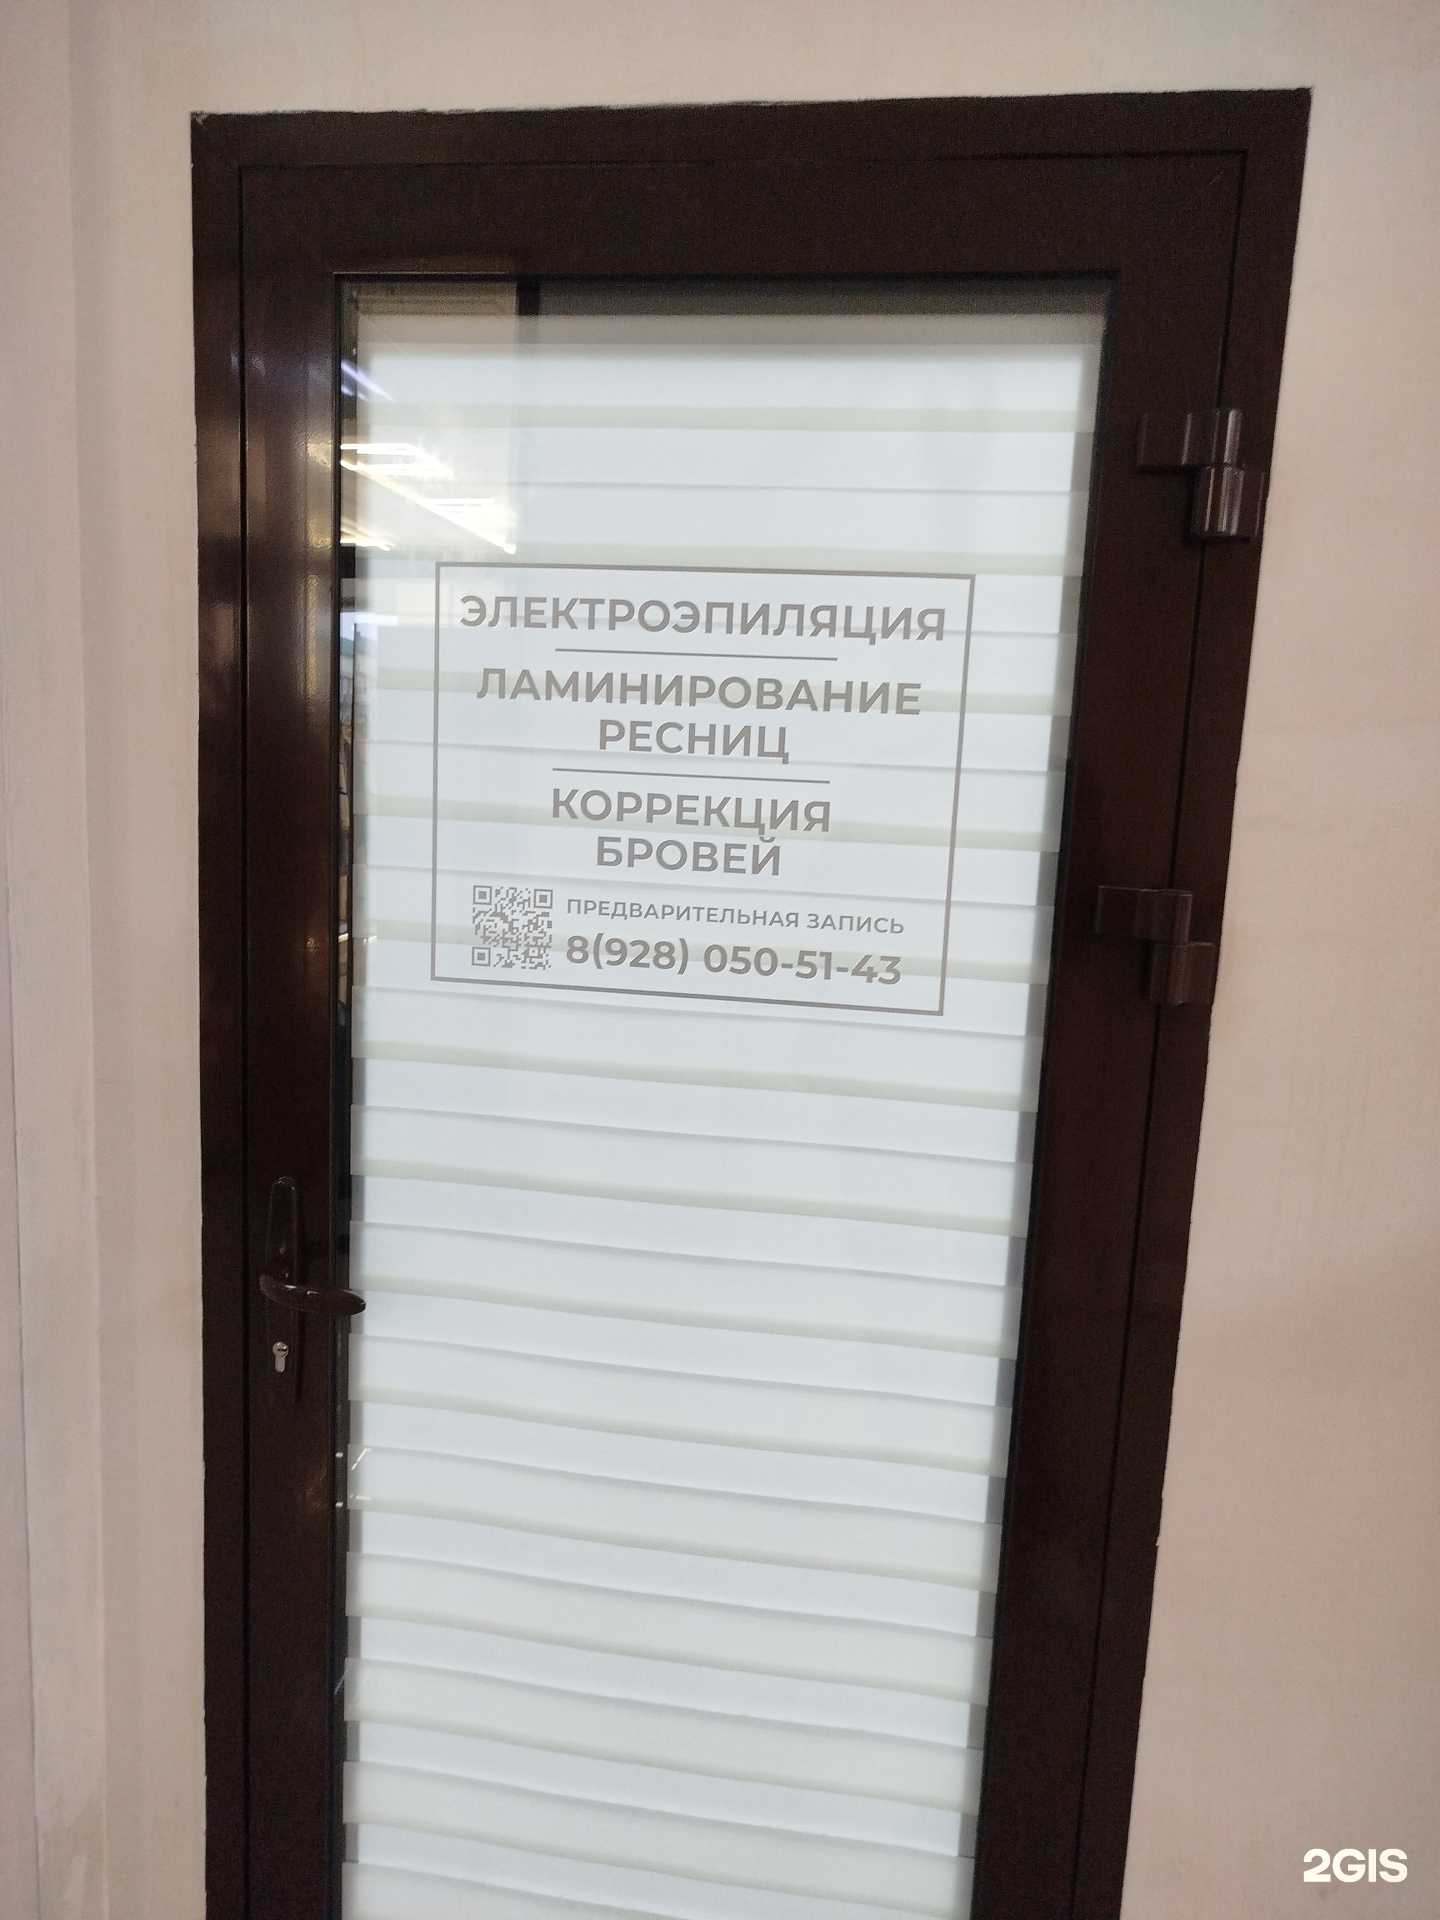 ЭЛЕКТРОЭПИЛЯЦИЯ
ЛАМИНИРОВАНИЕ
РЕСНИЦ
КОРРЕКЦИЯ
БРОВЕЙ
ПРЕДВАРИТЕЛЬНАЯ ЗАПИСЬ
8(928) 050-51-43
2GIS